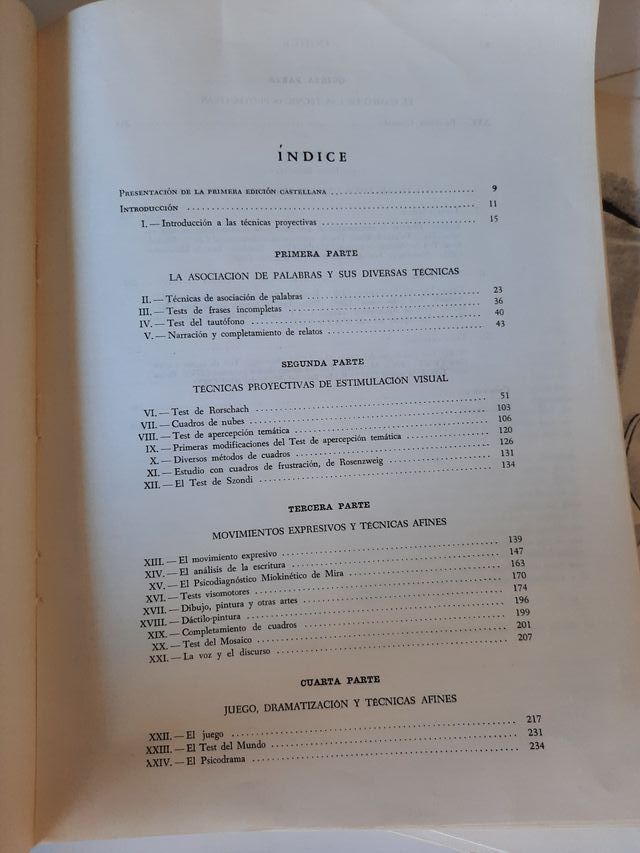 ÍNDICE
PRESENTACIÓN DE LA PRIMERA EDICIÓN CASTELLANA 9
INTRODUCCIÓN 11
I. — Introducción a las técnicas proyectivas 15
PRIMERA PARTE
LA ASOCIACIÓN DE PALABRAS Y SUS DIVERSAS TÉCNICAS
II. — Técnicas de asociación de palabras 23
III. — Tests de frases incompletas 36
IV. — Test del tautófono 40
V. — Narración y completamiento de relatos 43
SEGUNDA PARTE
TÉCNICAS PROYECTIVAS DE ESTIMULACIÓN VISUAL
VI. — Test de Rorschach 51
VII. — Cuadros de nubes 103
VIII. — Test de apercepción temática 106
IX. — Primeras modificaciones del Test de apercepción temática 120
X. — Diversos métodos de cuadros 126
XI. — Estudio con cuadros de frustración, de Rosenzweig 131
XII. — El Test de Szondi 134
TERCERA PARTE
MOVIMIENTOS EXPRESIVOS Y TÉCNICAS AFINES
XIII. — El movimiento expresivo 139
XIV. — El análisis de la escritura 147
XV. — El Psicodiagnóstico Miokinético de Mira 163
XVI. — Tests visomotores 170
XVII. — Dibujo, pintura y otras artes 174
XVIII. — Dáctilo-pintura 196
XIX. — Completamiento de cuadros 199
XX. — Test del Mosaico 201
XXI. — La voz y el discurso 207
CUARTA PARTE
JUEGO, DRAMATIZACIÓN Y TÉCNICAS AFINES
XXII. — El juego 217
XXIII. — El Test del Mundo 231
XXIV. — El Psicodrama 234